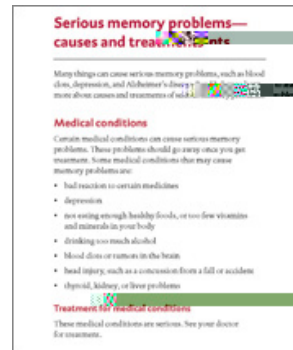 Serious memory problems—
causes and treatments
Many things can cause serious memory problems, such as blood
clots, depression, and Alzheimer's
more about causes and treatments of
Medical conditions
Certain medical conditions can cause serious memory
problems. These problems should go away once you get
treatment. Some medical conditions that may cause
memory problems are:
• bad reaction to certain medicines
• depression
• not eating enough healthy foods, or too few vitamins
and minerals in your body
• drinking too much alcohol
• blood clots or tumors in the brain
• head injury, such as a concussion from a fall or accident
• thyroid, kidney, or liver problems
Treatment for medical conditions
These medical conditions are serious. See your doctor
for treatment.